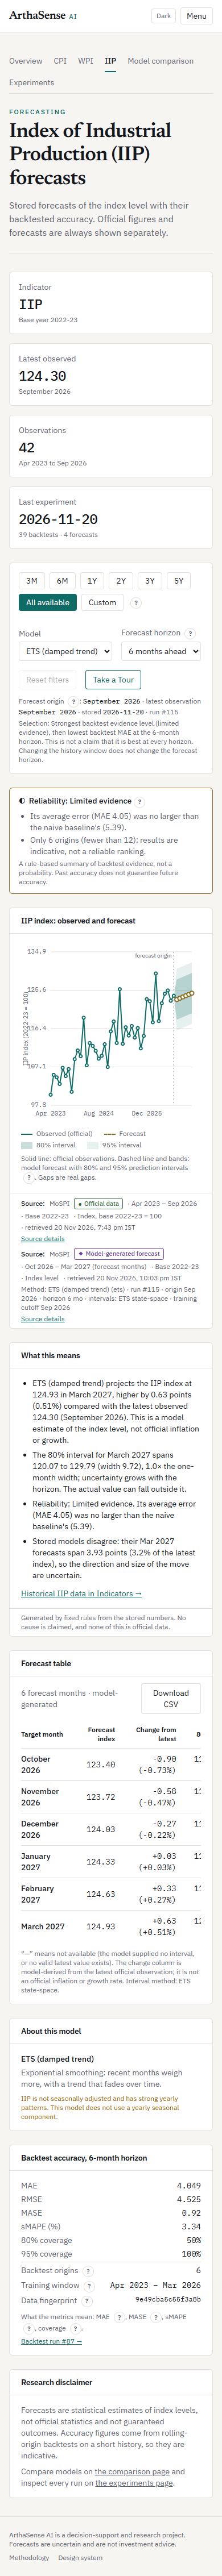 ArthaSense AI
Dark
Menu
Overview CPI WPI IIP Model comparison
Experiments
FORECASTING
Index of Industrial
Production (IIP)
forecasts
Stored forecasts of the index level with their
backtested accuracy. Official figures and
forecasts are always shown separately.
Indicator
IIP
Base year 2022-23
Latest observed
124.30
September 2026
Observations
42
Apr 2023 to Sep 2026
Last experiment
2026-11-20
39 backtests · 4 forecasts
3M 6M 1Y 2Y 3Y 5Y
All available Custom ?
Model
Forecast horizon ?
ETS (damped trend)
6 months ahead
Reset filters
Take a Tour
Forecast origin ? : September 2026 · latest observation
September 2026 · stored 2026-11-20 · run #115
Selection: Strongest backtest evidence level (limited
evidence), then lowest backtest MAE at the 6-month
horizon. This is not a claim that it is best at every horizon.
Changing the history window does not change the forecast
horizon.
Reliability: Limited evidence ?
Its average error (MAE 4.05) was no larger than
the naive baseline's (5.39).
Only 6 origins (fewer than 12): results are
indicative, not a reliable ranking.
A rule-based summary of backtest evidence, not a
probability. Past accuracy does not guarantee future
accuracy.
IIP index: observed and forecast
forecast origin
134.9
125.6
116.4
107.1
97.8
IIP index (2022-23 = 100)
Apr 2023 Aug 2024 Dec 2025
Observed (official) Forecast
80% interval 95% interval
Solid line: official observations. Dashed line and bands:
model forecast with 80% and 95% prediction intervals
? . Gaps are real gaps.
Source: MoSPI Official data · Apr 2023 – Sep 2026
· Base 2022-23 · Index, base 2022-23 = 100
· retrieved 20 Nov 2026, 7:43 pm IST
Source details
Source: MoSPI Model-generated forecast
· Oct 2026 – Mar 2027 (forecast months) · Base 2022-23
· Index level · retrieved 20 Nov 2026, 10:03 pm IST
Method: ETS (damped trend) (ets) · run #115 · origin Sep
2026 · horizon 6 mo · intervals: ETS state-space · training
cutoff Sep 2026
Source details
What this means
ETS (damped trend) projects the IIP index at
124.93 in March 2027, higher by 0.63 points
(0.51%) compared with the latest observed
124.30 (September 2026). This is a model
estimate of the index level, not official inflation
or growth.
The 80% interval for March 2027 spans
120.07 to 129.79 (width 9.72), 1.0× the one-
month width; uncertainty grows with the
horizon. The actual value can fall outside it.
Reliability: Limited evidence. Its average error
(MAE 4.05) was no larger than the naive
baseline's (5.39).
Stored models disagree: their Mar 2027
forecasts span 3.93 points (3.2% of the latest
index), so the direction and size of the move
are uncertain.
Historical IIP data in Indicators →
Generated by fixed rules from the stored numbers. No
cause is claimed, and none of this is official data.
Forecast table
6 forecast months · model-
generated
Download
CSV
Target month Forecast index Change from latest 8
October 2026 123.40 -0.90 (-0.73%) 11
November 2026 123.72 -0.58 (-0.47%) 11
December 2026 124.03 -0.27 (-0.22%) 11
January 2027 124.33 +0.03 (+0.03%) 11
February 2027 124.63 +0.33 (+0.27%) 11
March 2027 124.93 +0.63 (+0.51%) 12
"—" means not available (the model supplied no interval,
or no valid latest value exists). The change column is
model-derived from the latest official observation; it is not
an official inflation or growth rate. Interval method: ETS
state-space.
About this model
ETS (damped trend)
Exponential smoothing: recent months weigh
more, with a trend that fades over time.
IIP is not seasonally adjusted and has strong yearly
patterns. This model does not use a yearly seasonal
component.
Backtest accuracy, 6-month horizon
MAE 4.049
RMSE 4.525
MASE 0.92
sMAPE (%) 3.34
80% coverage 50%
95% coverage 100%
Backtest origins ? 6
Training window ? Apr 2023 – Mar 2026
Data fingerprint ? 9e49cba5c55f3a8b
What the metrics mean: MAE ? , MASE ? , sMAPE
? , coverage ? .
Backtest run #87 →
Research disclaimer
Forecasts are statistical estimates of index levels,
not official statistics and not guaranteed
outcomes. Accuracy figures come from rolling-
origin backtests on a short history, so they are
indicative.
Compare models on the comparison page and
inspect every run on the experiments page.
ArthaSense AI is a decision-support and research project.
Forecasts are uncertain and are not investment advice.
Methodology Design system